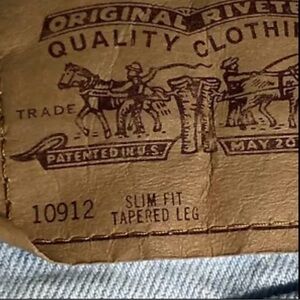 ORIGINAL RIVETE
QUALITY CLOTHI
TRADE
PATENTED IN U.S.
MAY 20
10912
SLIM FIT
TAPERED LEG